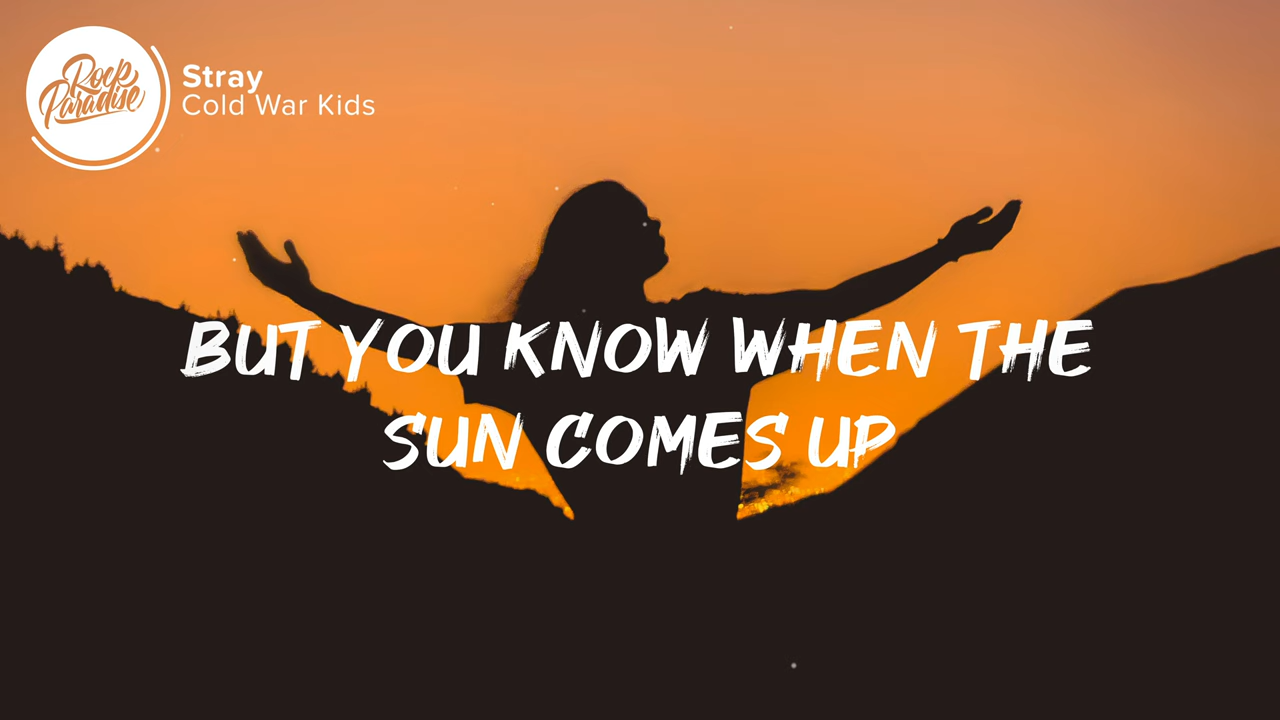 Rock
Paradise
Stray
Cold War Kids
BUT YOU KNOW WHEN THE
SUN COMES UP